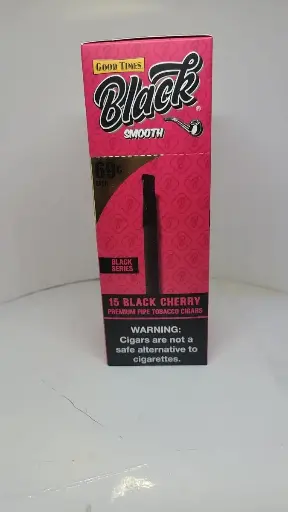 GOOD TIMES
Black®
SMOOTH
69¢
BLACK
SERIES
15 BLACK CHERRY
PREMIUM PIPE TOBACCO CIGARS
WARNING:
Cigars are not a
safe alternative to
cigarettes.